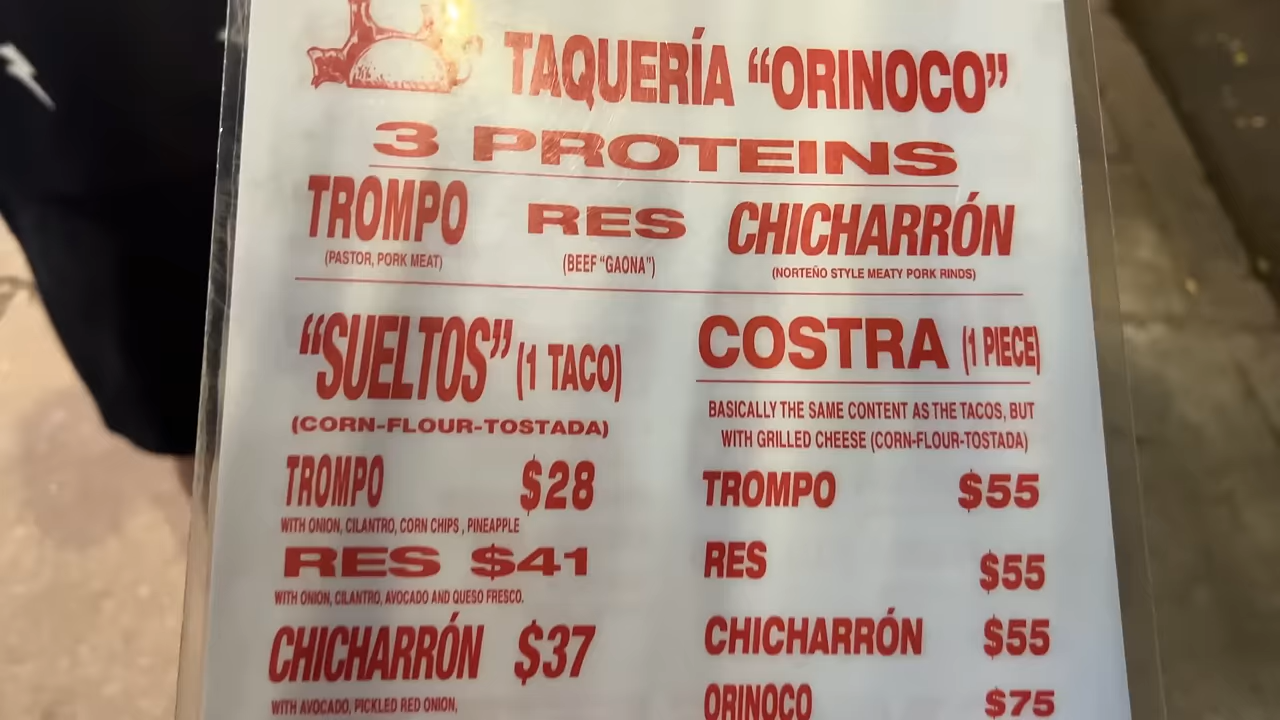 TAQUERÍA “ORINOCO”
3 PROTEINS
TROMPO RES CHICHARRÓN
(PASTOR, PORK MEAT) (BEEF “GAONA”) (NORTEÑO STYLE MEATY PORK RINDS)
“SUELTOS” (1 TACO)
(CORN-FLOUR-TOSTADA)
TROMPO $28
WITH ONION, CILANTRO, CORN CHIPS , PINEAPPLE
RES $41
WITH ONION, CILANTRO, AVOCADO AND QUESO FRESCO.
CHICHARRÓN $37
WITH AVOCADO, PICKLED RED ONION,
COSTRA (1 PIECE)
BASICALLY THE SAME CONTENT AS THE TACOS, BUT
WITH GRILLED CHEESE (CORN-FLOUR-TOSTADA)
TROMPO $55
RES $55
CHICHARRÓN $55
ORINOCO $75